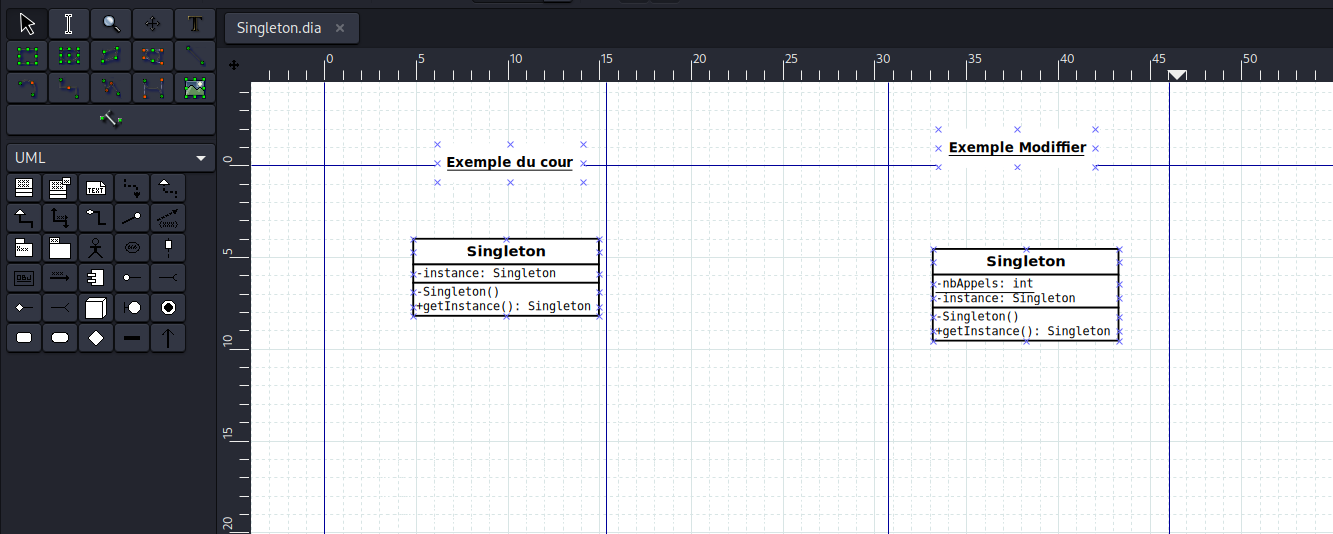 Singleton.dia
0 5 10 15 20 25 30 35 40 45 50
UML
TEXT
0
5
10
15
20
Exemple du cour
Singleton
-instance: Singleton
-Singleton()
+getInstance(): Singleton
Exemple Modiffier
Singleton
-nbAppels: int
-instance: Singleton
-Singleton()
+getInstance(): Singleton